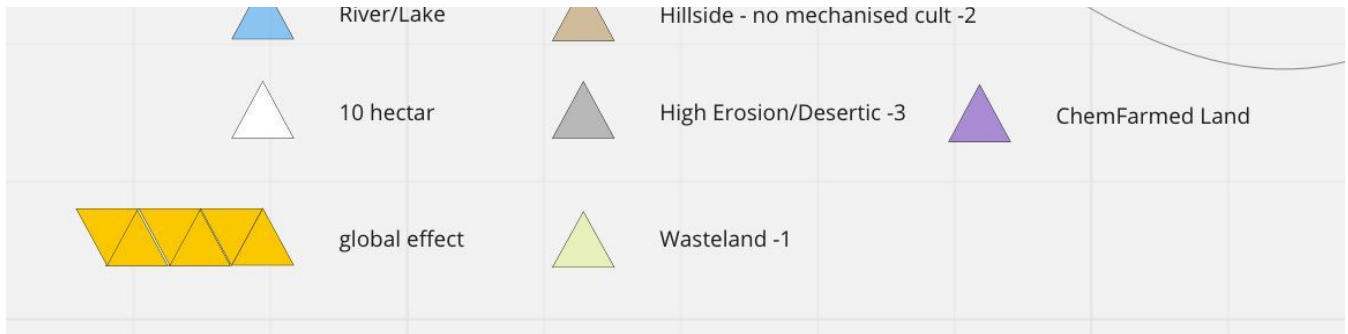 River/Lake
Hillside - no mechanised cult -2
10 hectar
High Erosion/Desertic -3
ChemFarmed Land
global effect
Wasteland -1